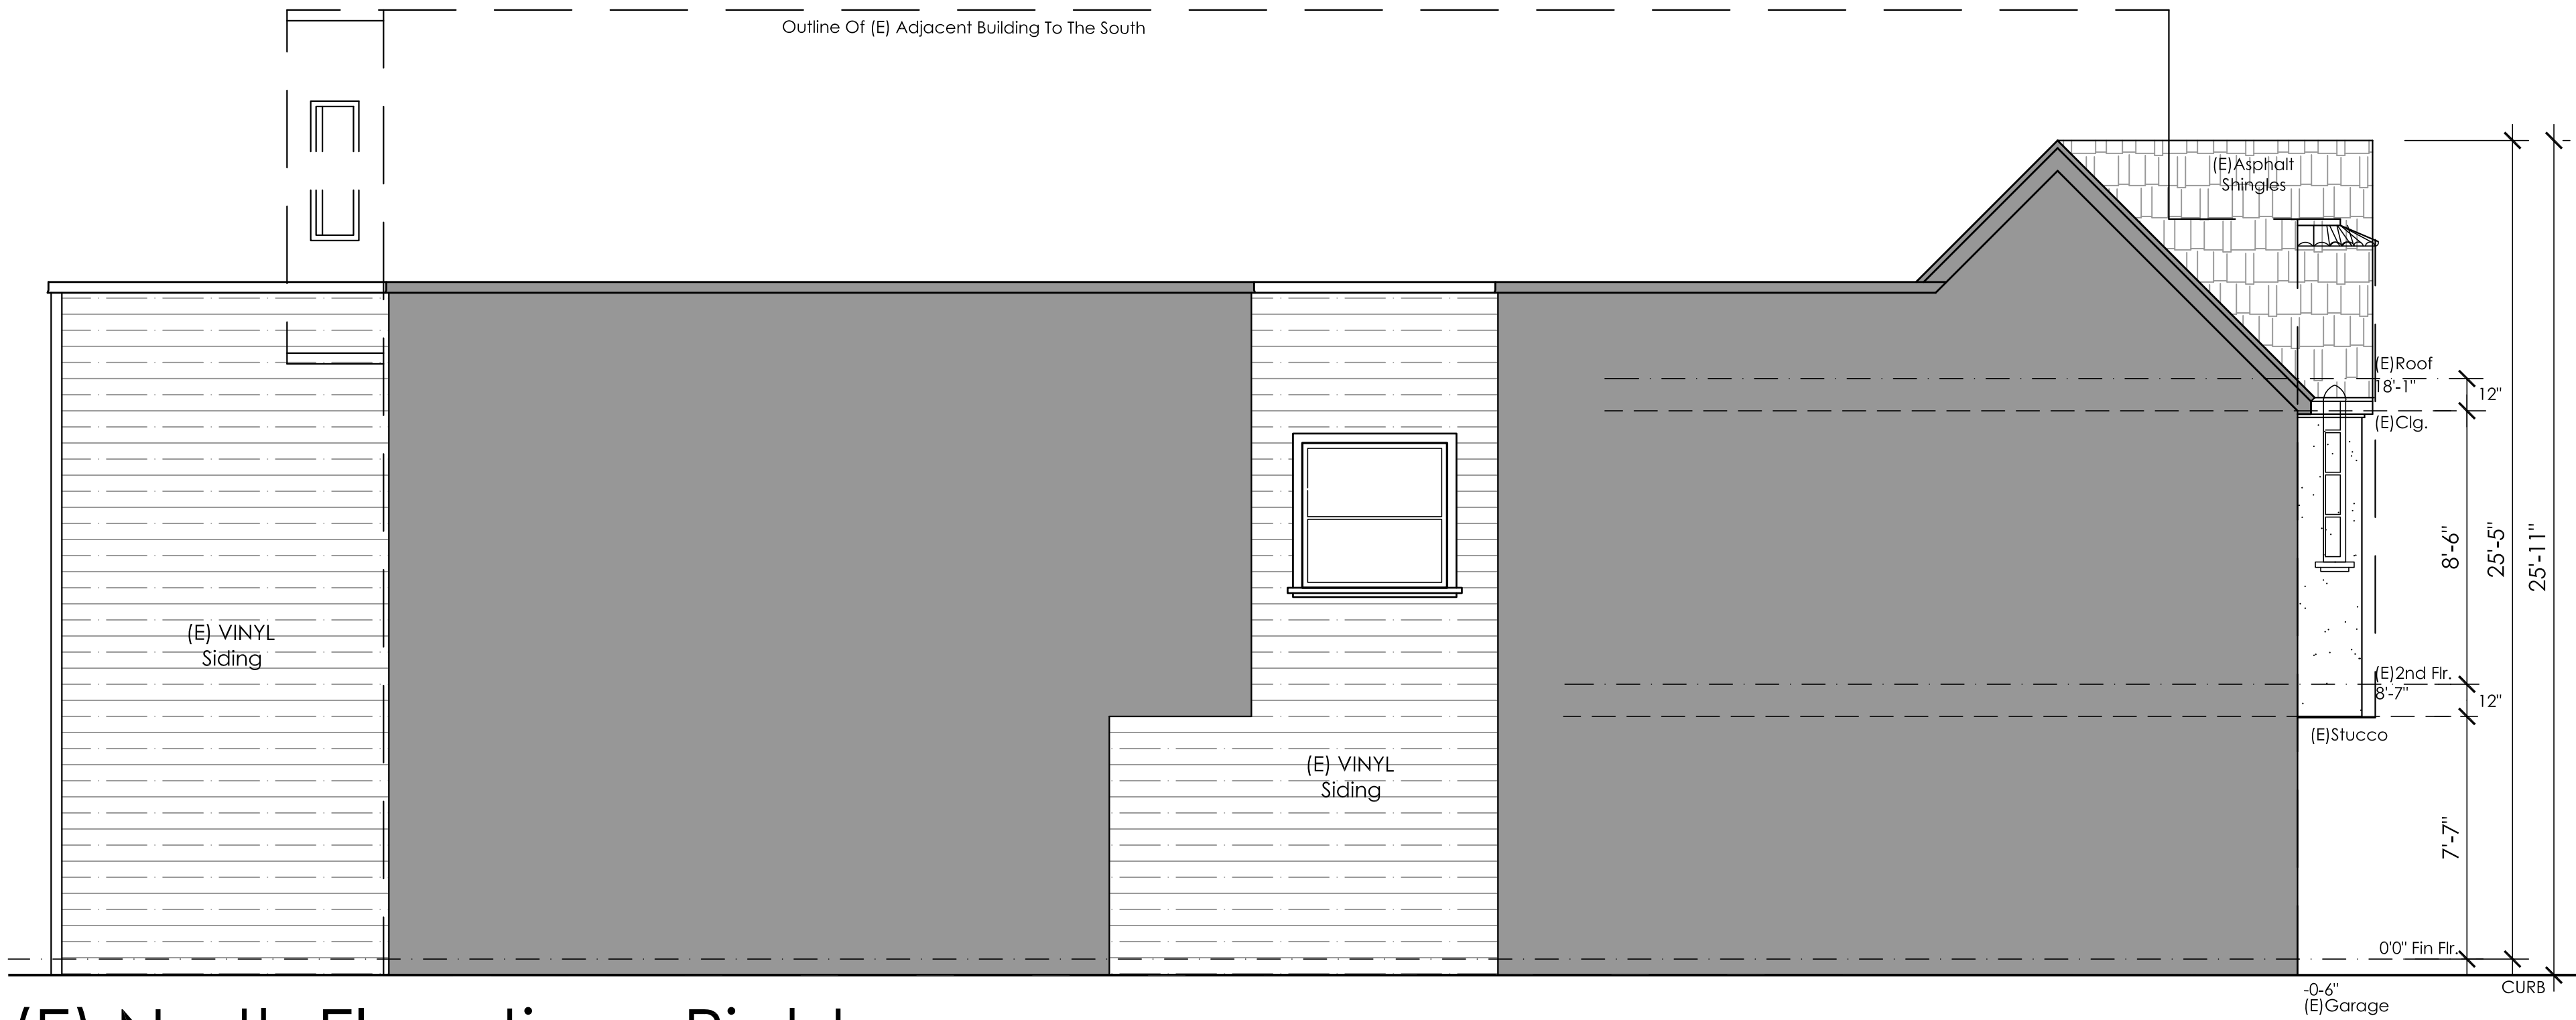 Outline Of (E) Adjacent Building To The South
(E)Asphalt
Shingles
(E)Roof
18'-1"
12"
(E)Clg.
8'-6"
25'-5"
25'-11"
(E) VINYL
Siding
(E)2nd Flr.
8'-7"
12"
(E)Stucco
(E) VINYL
Siding
7'-7"
0'0" Fin Flr.
-0-6"
(E)Garage
CURB